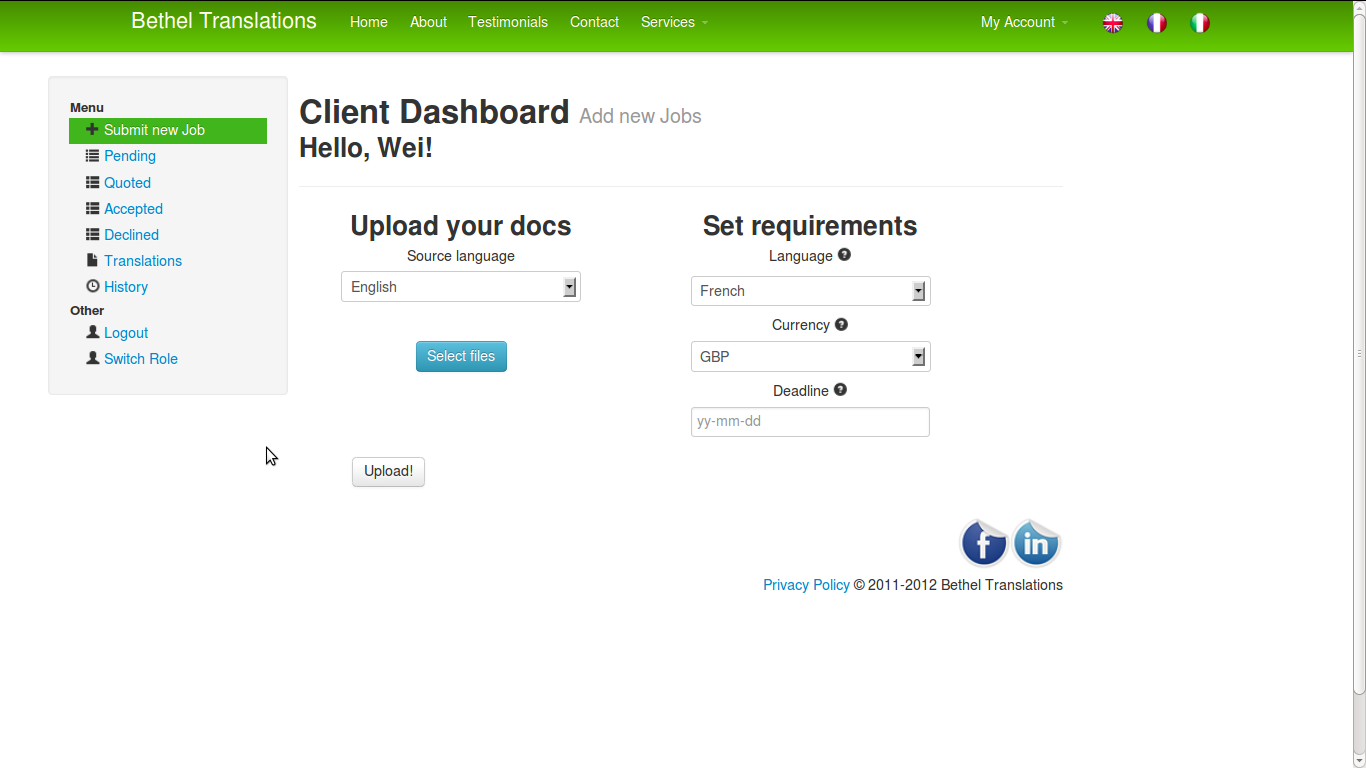 Bethel Translations Home About Testimonials Contact Services My Account
Menu
Submit new Job
Pending
Quoted
Accepted
Declined
Translations
History
Other
Logout
Switch Role
Client Dashboard Add new Jobs
Hello, Wei!
Upload your docs
Source language
English
Select files
Upload!
Set requirements
Language ?
French
Currency ?
GBP
Deadline ?
yy-mm-dd
f in
Privacy Policy © 2011-2012 Bethel Translations